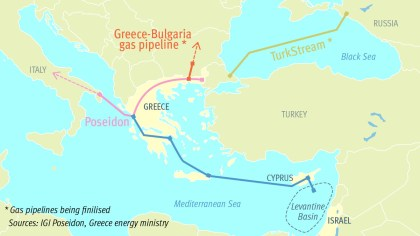 Greece-Bulgaria
gas pipeline *
RUSSIA
TurkStream *
Black Sea
ITALY
GREECE
Poseidon
TURKEY
CYPRUS
Levantine
Basin
Mediterranean Sea
ISRAEL
* Gas pipelines being finilised
Sources: IGI Poseidon, Greece energy ministry